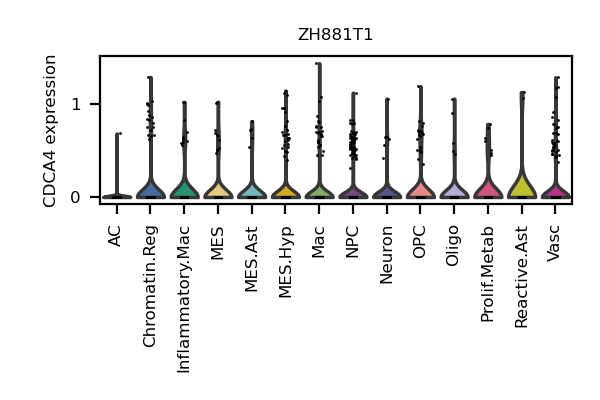 ZH881T1
CDCA4 expression
1
0
AC
Chromatin.Reg
Inflammatory.Mac
MES
MES.Ast
MES.Hyp
Mac
NPC
Neuron
OPC
Oligo
Prolif.Metab
Reactive.Ast
Vasc